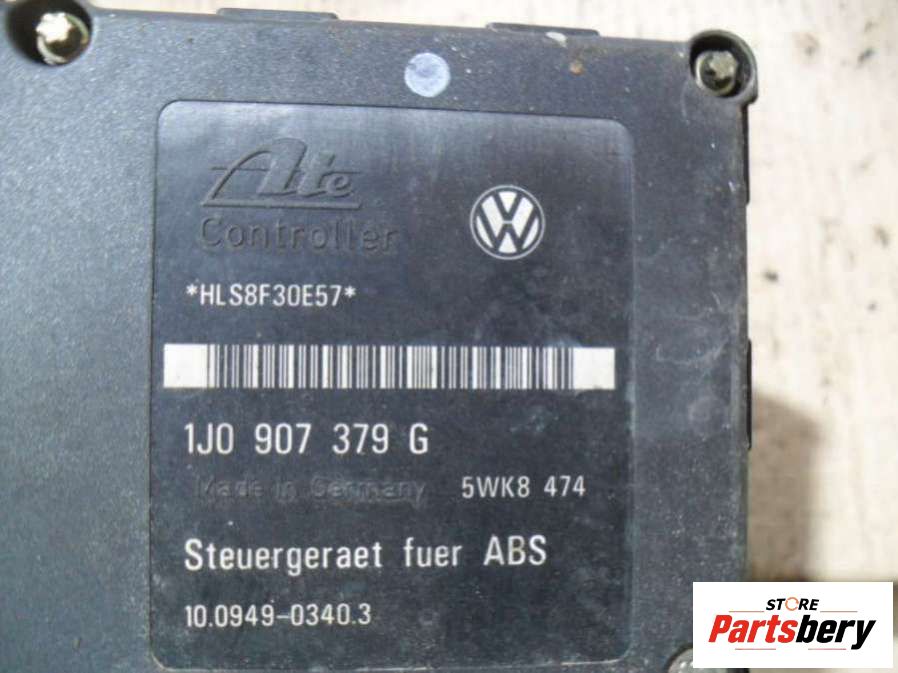 Ate
Controller
VW
*HLS8F30E57*
1J0 907 379 G
Made in Germany
5WK8 474
Steuergeraet fuer ABS
10.0949-0340.3
STORE
Partsbery